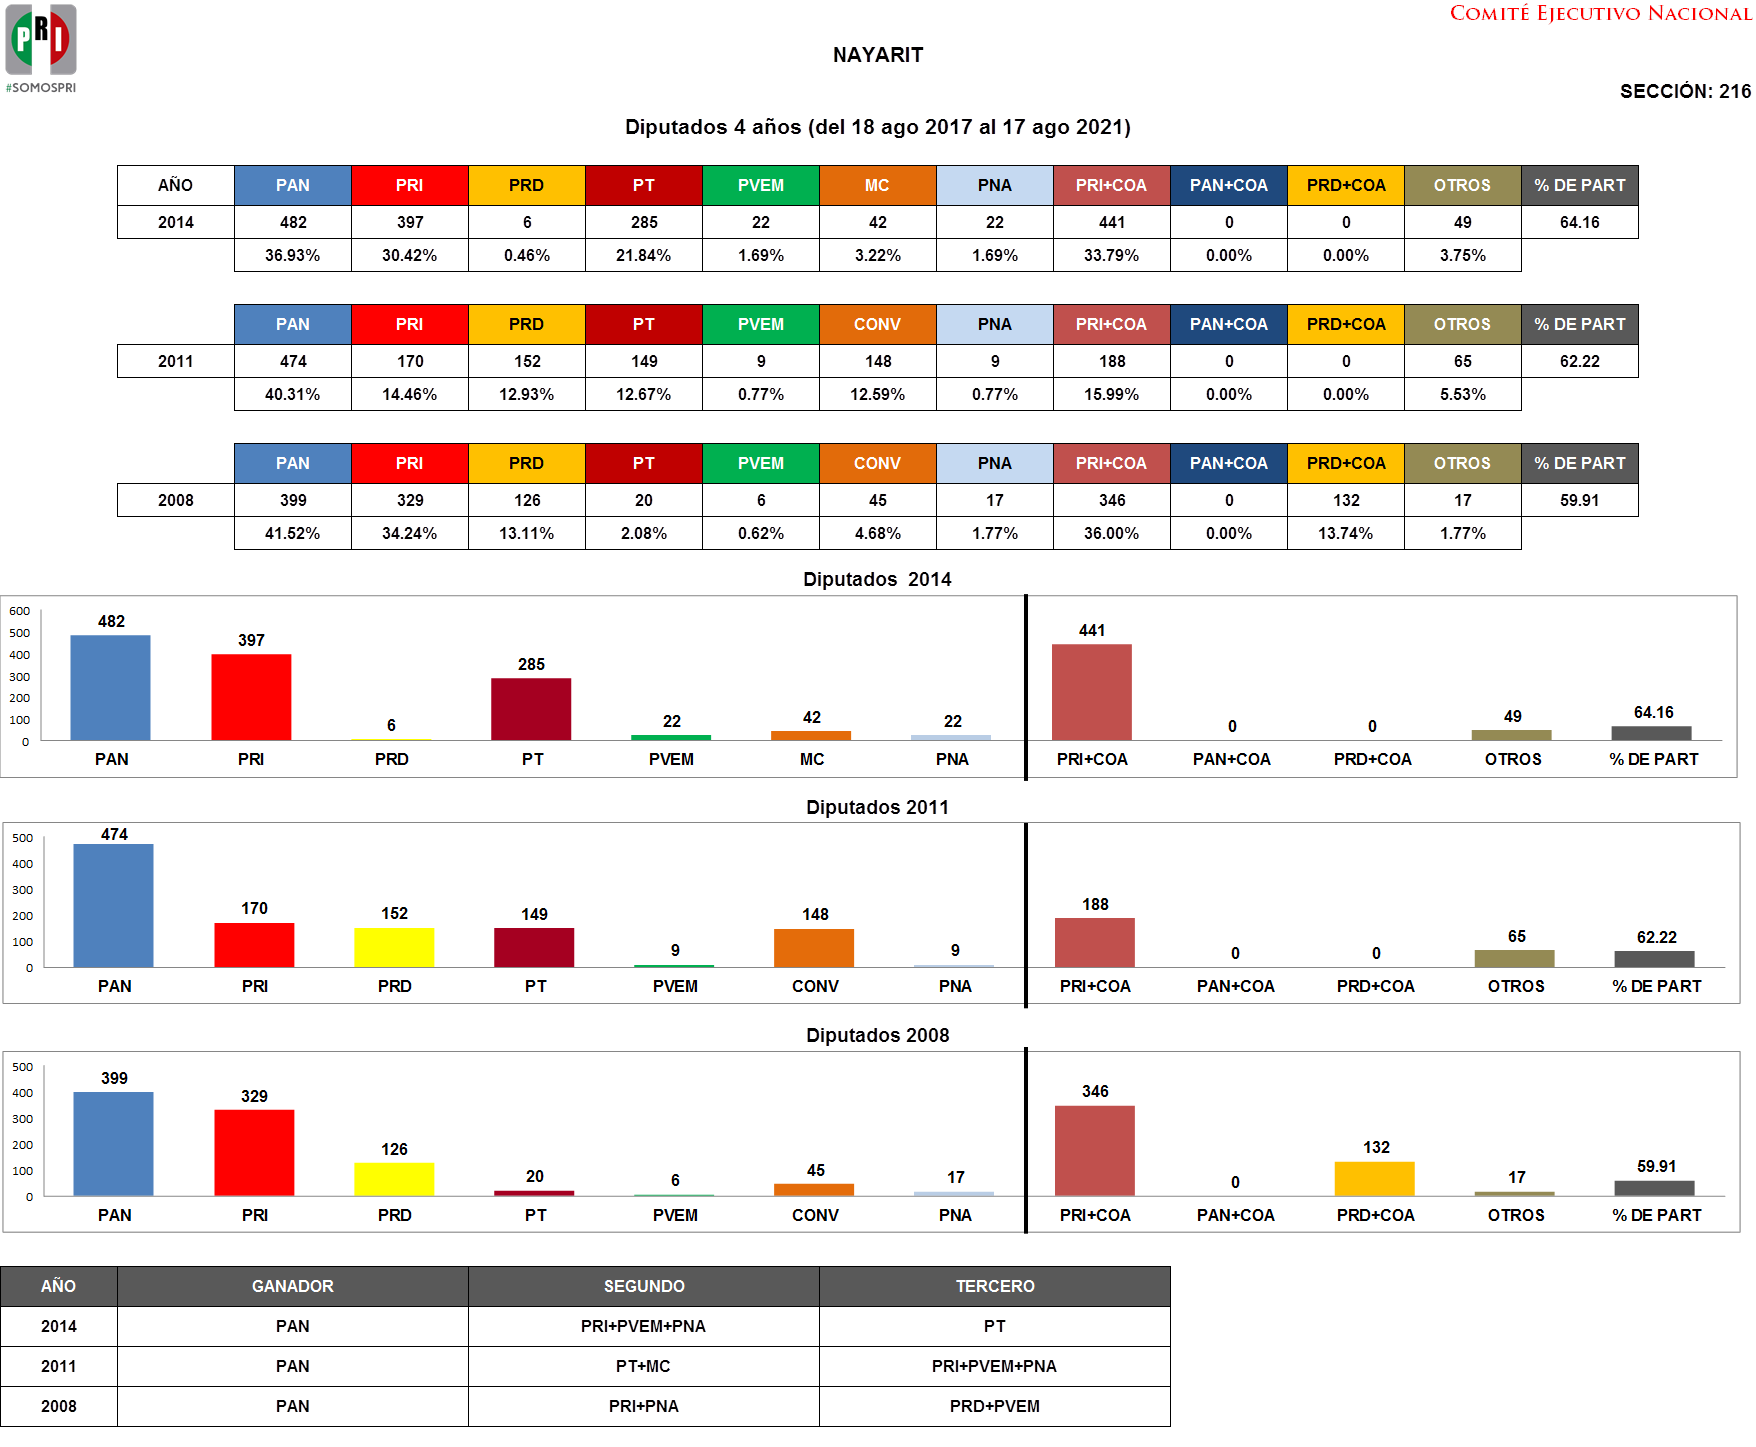 PRI
#SOMOSPRI
COMITÉ EJECUTIVO NACIONAL
NAYARIT
SECCIÓN: 216
Diputados 4 años (del 18 ago 2017 al 17 ago 2021)
AÑO PAN PRI PRD PT PVEM MC PNA PRI+COA PAN+COA PRD+COA OTROS % DE PART
2014 482 397 6 285 22 42 22 441 0 0 49 64.16
36.93% 30.42% 0.46% 21.84% 1.69% 3.22% 1.69% 33.79% 0.00% 0.00% 3.75%
PAN PRI PRD PT PVEM CONV PNA PRI+COA PAN+COA PRD+COA OTROS % DE PART
2011 474 170 152 149 9 148 9 188 0 0 65 62.22
40.31% 14.46% 12.93% 12.67% 0.77% 12.59% 0.77% 15.99% 0.00% 0.00% 5.53%
PAN PRI PRD PT PVEM CONV PNA PRI+COA PAN+COA PRD+COA OTROS % DE PART
2008 399 329 126 20 6 45 17 346 0 132 17 59.91
41.52% 34.24% 13.11% 2.08% 0.62% 4.68% 1.77% 36.00% 0.00% 13.74% 1.77%
Diputados 2014
600
500
400
300
200
100
0
482 397 6 285 22 42 22 441 0 0 49 64.16
PAN PRI PRD PT PVEM MC PNA PRI+COA PAN+COA PRD+COA OTROS % DE PART
Diputados 2011
500
400
300
200
100
0
474 170 152 149 9 148 9 188 0 0 65 62.22
PAN PRI PRD PT PVEM CONV PNA PRI+COA PAN+COA PRD+COA OTROS % DE PART
Diputados 2008
500
400
300
200
100
0
399 329 126 20 6 45 17 346 0 132 17 59.91
PAN PRI PRD PT PVEM CONV PNA PRI+COA PAN+COA PRD+COA OTROS % DE PART
AÑO GANADOR SEGUNDO TERCERO
2014 PAN PRI+PVEM+PNA PT
2011 PAN PT+MC PRI+PVEM+PNA
2008 PAN PRI+PNA PRD+PVEM